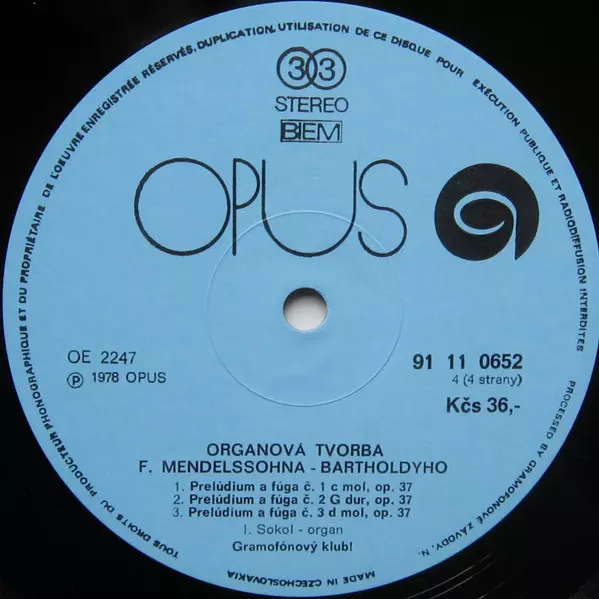 TOUS DROITS DU PRODUCTEUR PHONOGRAPHIQUE ET DU PROPRIÉTAIRE DE L'OEUVRE ENREGISTRÉE RÉSERVÉS, DUPLICATION, UTILISATION DE CE DISQUE POUR EXÉCUTION PUBLIQUE ET RADIODIFFUSION INTERDITES
PROCESSED BY GRAMOFONOVÉ ZÁVODY, N.
33
STEREO
BIEM
OPUS
OE 2247
Ⓟ 1978 OPUS
91 11 0652
4 (4 strany)
Kčs 36,-
ORGANOVÁ TVORBA
F. MENDELSSOHNA - BARTHOLDYHO
1. Prelúdium a fúga č. 1 c mol, op. 37
2. Prelúdium a fúga č. 2 G dur, op. 37
3. Prelúdium a fúga č. 3 d mol, op. 37
I. Sokol - organ
Gramofónový klub!
MADE IN CZECHOSLOVAKIA